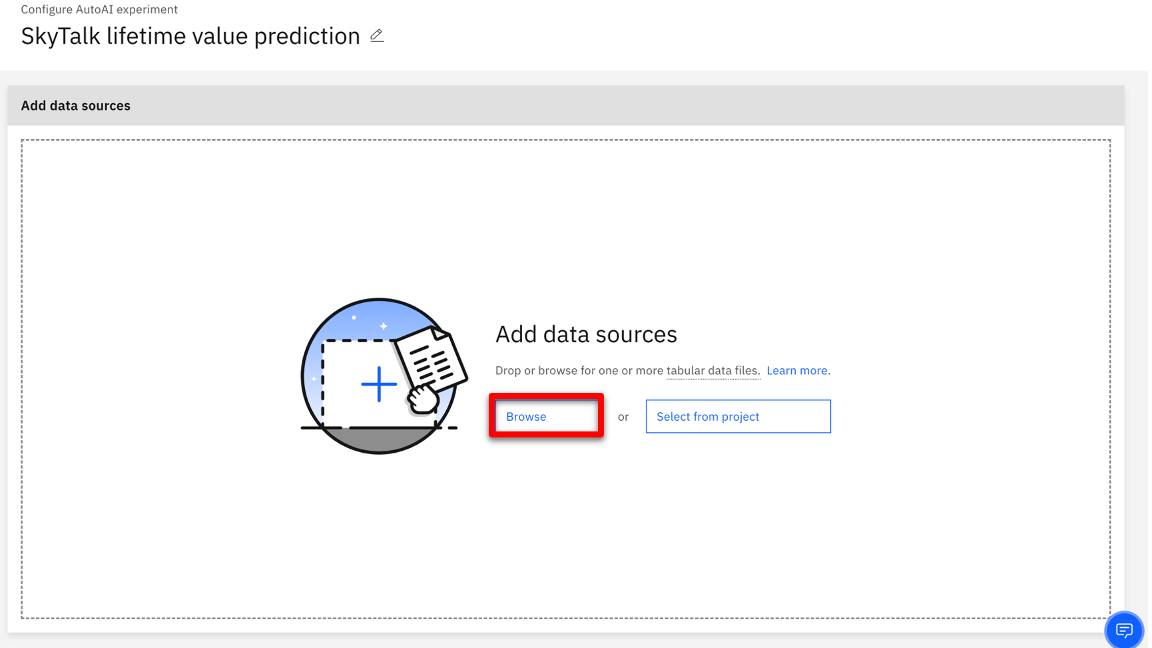 Configure AutoAI experiment
SkyTalk lifetime value prediction
Add data sources
Add data sources
Drop or browse for one or more tabular data files. Learn more.
Browse or Select from project